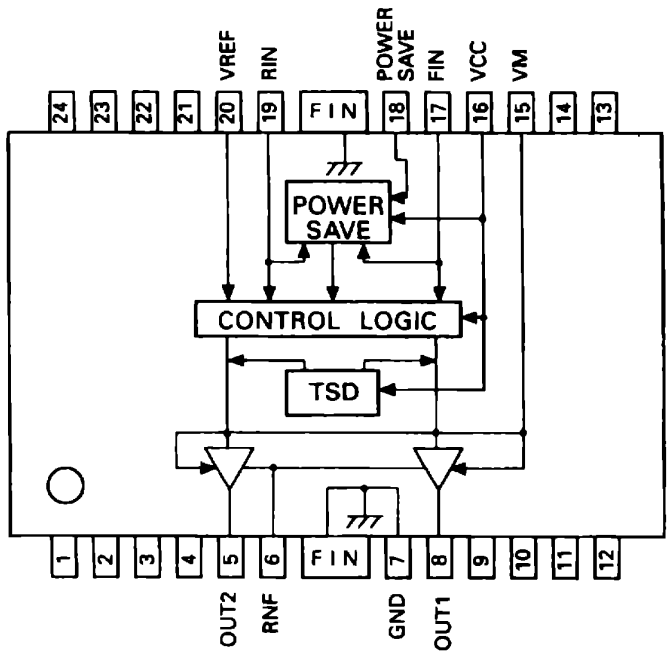 VREF
RIN
POWER
SAVE
FIN
VCC
VM
24
23
22
21
20
19
FIN
18
17
16
15
14
13
POWER
SAVE
CONTROL LOGIC
TSD
1
2
3
4
5
6
FIN
7
8
9
10
11
12
OUT2
RNF
GND
OUT1